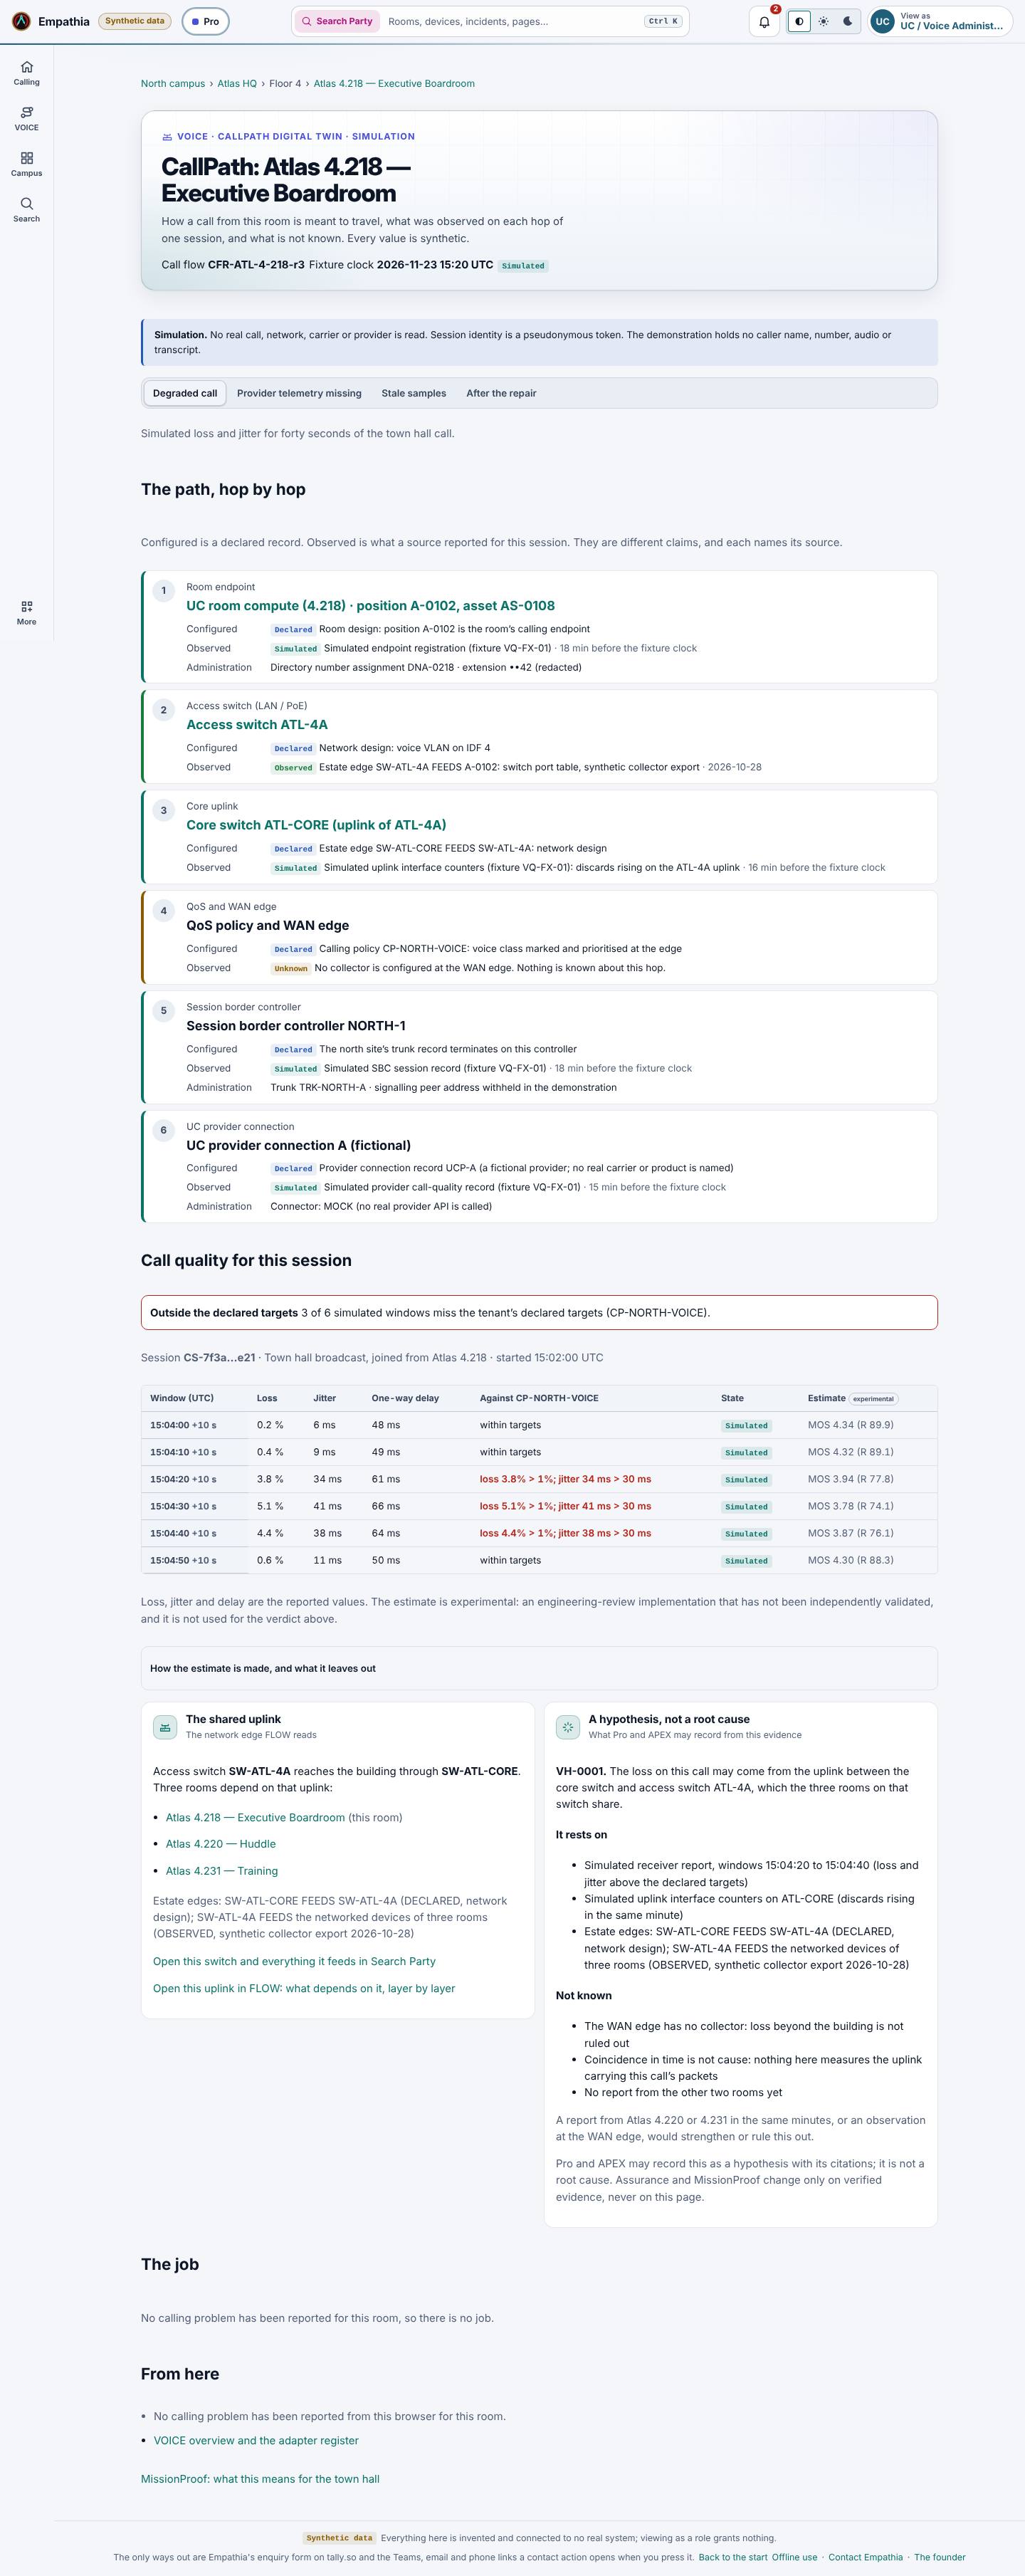 Empathia
Synthetic data
Pro
Search Party
Rooms, devices, incidents, pages...
Ctrl K
2
UC
View as
UC / Voice Administ...
Calling
VOICE
Campus
Search
More
North campus › Atlas HQ › Floor 4 › Atlas 4.218 — Executive Boardroom
VOICE · CALLPATH DIGITAL TWIN · SIMULATION
CallPath: Atlas 4.218 —
Executive Boardroom
How a call from this room is meant to travel, what was observed on each hop of
one session, and what is not known. Every value is synthetic.
Call flow CFR-ATL-4-218-r3 Fixture clock 2026-11-23 15:20 UTC Simulated
Simulation. No real call, network, carrier or provider is read. Session identity is a pseudonymous token. The demonstration holds no caller name, number, audio or
transcript.
Degraded call Provider telemetry missing Stale samples After the repair
Simulated loss and jitter for forty seconds of the town hall call.
The path, hop by hop
Configured is a declared record. Observed is what a source reported for this session. They are different claims, and each names its source.
1
Room endpoint
UC room compute (4.218) · position A-0102, asset AS-0108
Configured Declared Room design: position A-0102 is the room's calling endpoint
Observed Simulated Simulated endpoint registration (fixture VQ-FX-01) · 18 min before the fixture clock
Administration Directory number assignment DNA-0218 · extension ••42 (redacted)
2
Access switch (LAN / PoE)
Access switch ATL-4A
Configured Declared Network design: voice VLAN on IDF 4
Observed Observed Estate edge SW-ATL-4A FEEDS A-0102: switch port table, synthetic collector export · 2026-10-28
3
Core uplink
Core switch ATL-CORE (uplink of ATL-4A)
Configured Declared Estate edge SW-ATL-CORE FEEDS SW-ATL-4A: network design
Observed Simulated Simulated uplink interface counters (fixture VQ-FX-01): discards rising on the ATL-4A uplink · 16 min before the fixture clock
4
QoS and WAN edge
QoS policy and WAN edge
Configured Declared Calling policy CP-NORTH-VOICE: voice class marked and prioritised at the edge
Observed Unknown No collector is configured at the WAN edge. Nothing is known about this hop.
5
Session border controller
Session border controller NORTH-1
Configured Declared The north site's trunk record terminates on this controller
Observed Simulated Simulated SBC session record (fixture VQ-FX-01) · 18 min before the fixture clock
Administration Trunk TRK-NORTH-A · signalling peer address withheld in the demonstration
6
UC provider connection
UC provider connection A (fictional)
Configured Declared Provider connection record UCP-A (a fictional provider; no real carrier or product is named)
Observed Simulated Simulated provider call-quality record (fixture VQ-FX-01) · 15 min before the fixture clock
Administration Connector: MOCK (no real provider API is called)
Call quality for this session
Outside the declared targets 3 of 6 simulated windows miss the tenant's declared targets (CP-NORTH-VOICE).
Session CS-7f3a...e21 · Town hall broadcast, joined from Atlas 4.218 · started 15:02:00 UTC
Window (UTC) Loss Jitter One-way delay Against CP-NORTH-VOICE State Estimate experimental
15:04:00 +10 s 0.2 % 6 ms 48 ms within targets Simulated MOS 4.34 (R 89.9)
15:04:10 +10 s 0.4 % 9 ms 49 ms within targets Simulated MOS 4.32 (R 89.1)
15:04:20 +10 s 3.8 % 34 ms 61 ms loss 3.8% > 1%; jitter 34 ms > 30 ms Simulated MOS 3.94 (R 77.8)
15:04:30 +10 s 5.1 % 41 ms 66 ms loss 5.1% > 1%; jitter 41 ms > 30 ms Simulated MOS 3.78 (R 74.1)
15:04:40 +10 s 4.4 % 38 ms 64 ms loss 4.4% > 1%; jitter 38 ms > 30 ms Simulated MOS 3.87 (R 76.1)
15:04:50 +10 s 0.6 % 11 ms 50 ms within targets Simulated MOS 4.30 (R 88.3)
Loss, jitter and delay are the reported values. The estimate is experimental: an engineering-review implementation that has not been independently validated,
and it is not used for the verdict above.
How the estimate is made, and what it leaves out
The shared uplink
The network edge FLOW reads
Access switch SW-ATL-4A reaches the building through SW-ATL-CORE.
Three rooms depend on that uplink:
• Atlas 4.218 — Executive Boardroom (this room)
• Atlas 4.220 — Huddle
• Atlas 4.231 — Training
Estate edges: SW-ATL-CORE FEEDS SW-ATL-4A (DECLARED, network
design); SW-ATL-4A FEEDS the networked devices of three rooms
(OBSERVED, synthetic collector export 2026-10-28)
Open this switch and everything it feeds in Search Party
Open this uplink in FLOW: what depends on it, layer by layer
A hypothesis, not a root cause
What Pro and APEX may record from this evidence
VH-0001. The loss on this call may come from the uplink between the
core switch and access switch ATL-4A, which the three rooms on that
switch share.
It rests on
• Simulated receiver report, windows 15:04:20 to 15:04:40 (loss and
jitter above the declared targets)
• Simulated uplink interface counters on ATL-CORE (discards rising
in the same minute)
• Estate edges: SW-ATL-CORE FEEDS SW-ATL-4A (DECLARED,
network design); SW-ATL-4A FEEDS the networked devices of
three rooms (OBSERVED, synthetic collector export 2026-10-28)
Not known
• The WAN edge has no collector: loss beyond the building is not
ruled out
• Coincidence in time is not cause: nothing here measures the uplink
carrying this call's packets
• No report from the other two rooms yet
A report from Atlas 4.220 or 4.231 in the same minutes, or an observation
at the WAN edge, would strengthen or rule this out.
Pro and APEX may record this as a hypothesis with its citations; it is not a
root cause. Assurance and MissionProof change only on verified
evidence, never on this page.
The job
No calling problem has been reported for this room, so there is no job.
From here
• No calling problem has been reported from this browser for this room.
• VOICE overview and the adapter register
MissionProof: what this means for the town hall
Synthetic data Everything here is invented and connected to no real system; viewing as a role grants nothing.
The only ways out are Empathia's enquiry form on tally.so and the Teams, email and phone links a contact action opens when you press it. Back to the start Offline use · Contact Empathia · The founder